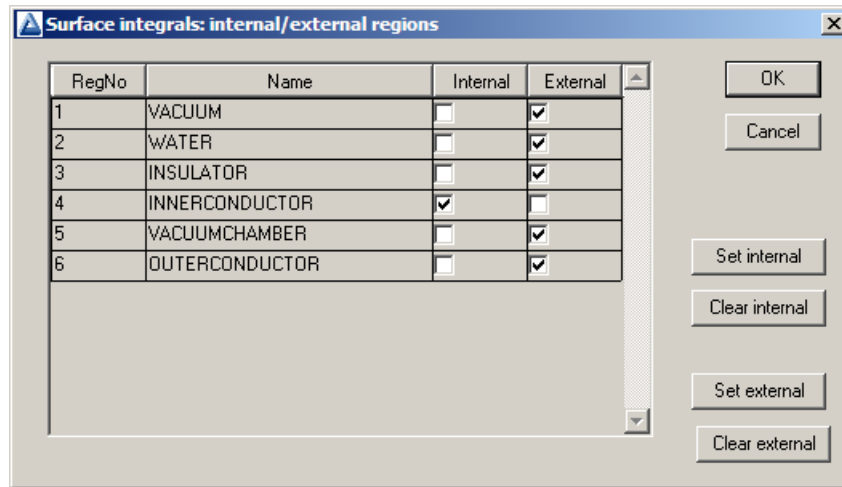 Surface integrals: internal/external regions
RegNo Name Internal External
1 VACUUM
2 WATER
3 INSULATOR
4 INNERCONDUCTOR
5 VACUUMCHAMBER
6 OUTERCONDUCTOR
OK
Cancel
Set internal
Clear internal
Set external
Clear external